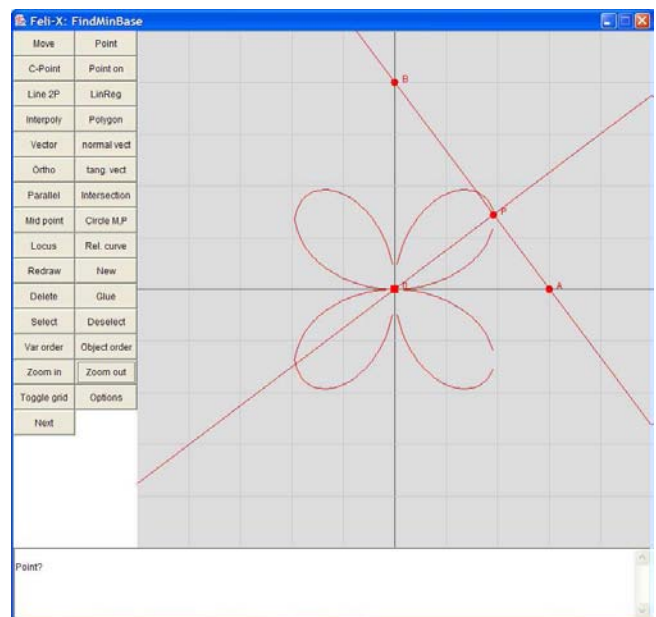 Feli-X: FindMinBase
Move Point
C-Point Point on
Line 2P LinReg
Interpoly Polygon
Vector normal vect
Ortho tang. vect
Parallel Intersection
Mid point Circle M,P
Locus Rel. curve
Redraw New
Delete Glue
Select Deselect
Var order Object order
Zoom in Zoom out
Toggle grid Options
Next
B
P
A
Point?